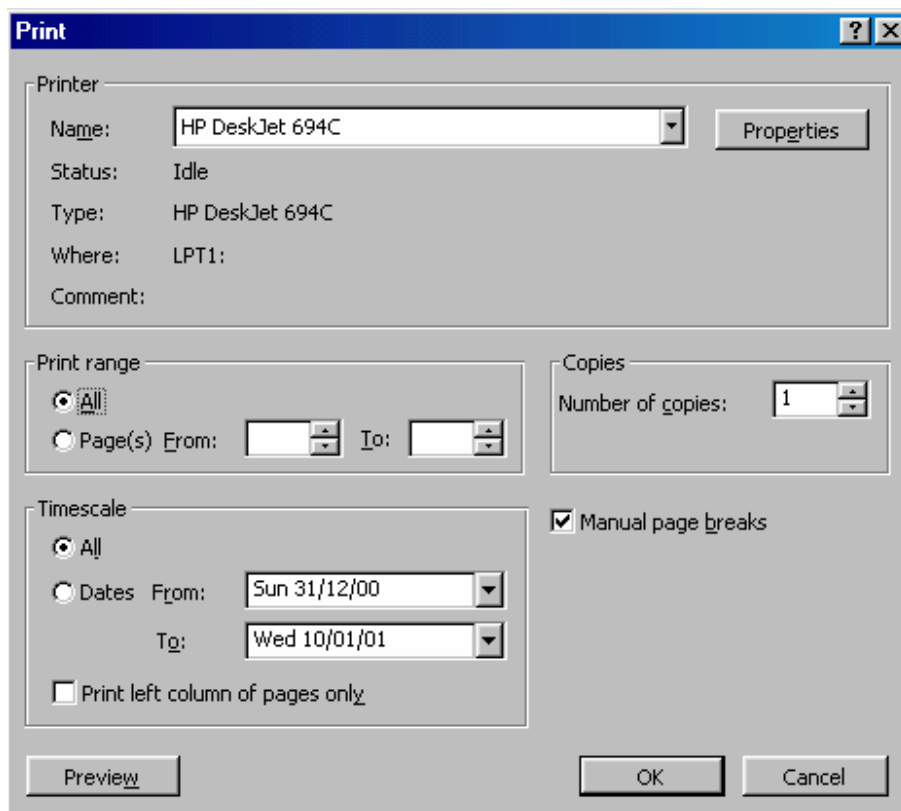 Print
Printer
Name: HP DeskJet 694C Properties
Status: Idle
Type: HP DeskJet 694C
Where: LPT1:
Comment:
Print range
All
Page(s) From: To:
Copies
Number of copies: 1
Timescale
All
Dates From: Sun 31/12/00
To: Wed 10/01/01
Print left column of pages only
Manual page breaks
Preview OK Cancel